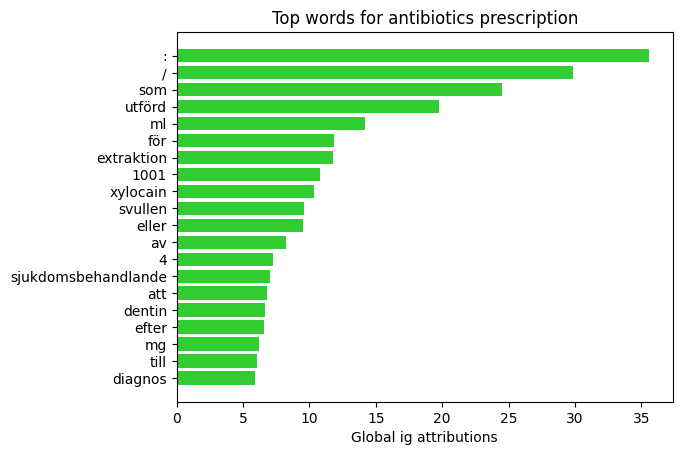 Top words for antibiotics prescription
:
/
som
utförd
ml
för
extraktion
1001
xylocain
svullen
eller
av
4
sjukdomsbehandlande
att
dentin
efter
mg
till
diagnos
0 5 10 15 20 25 30 35
Global ig attributions